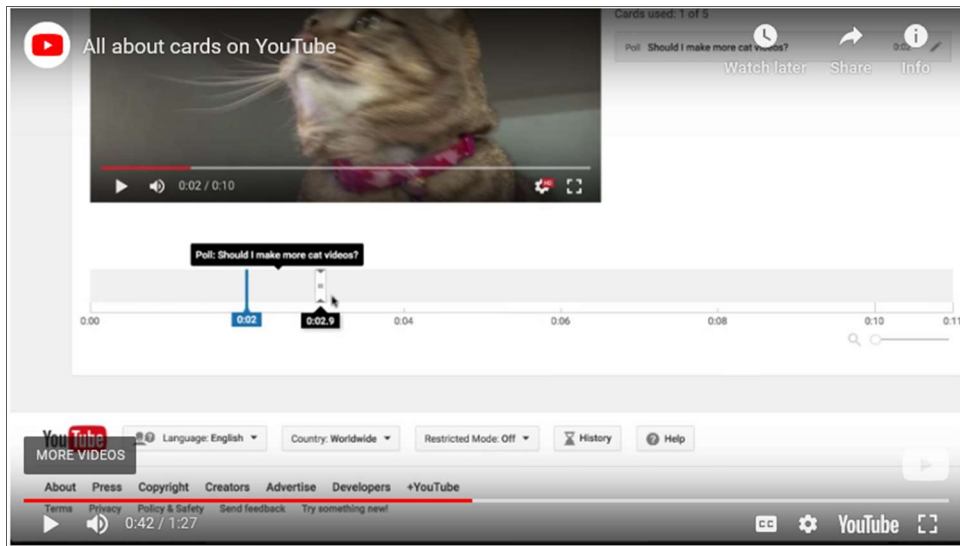 Cards used: 1 of 5
All about cards on YouTube
Poll Should I make more cat videos?
Watch later Share Info
0:02 / 0:10
HD
Poll: Should I make more cat videos?
0:00 0:02 0:02.9 0:04 0:06 0:08 0:10 0:11
YouTube Language: English Country: Worldwide Restricted Mode: Off History Help
MORE VIDEOS
About Press Copyright Creators Advertise Developers +YouTube
Terms Privacy Policy & Safety Send feedback Try something new!
0:42 / 1:27 CC YouTube